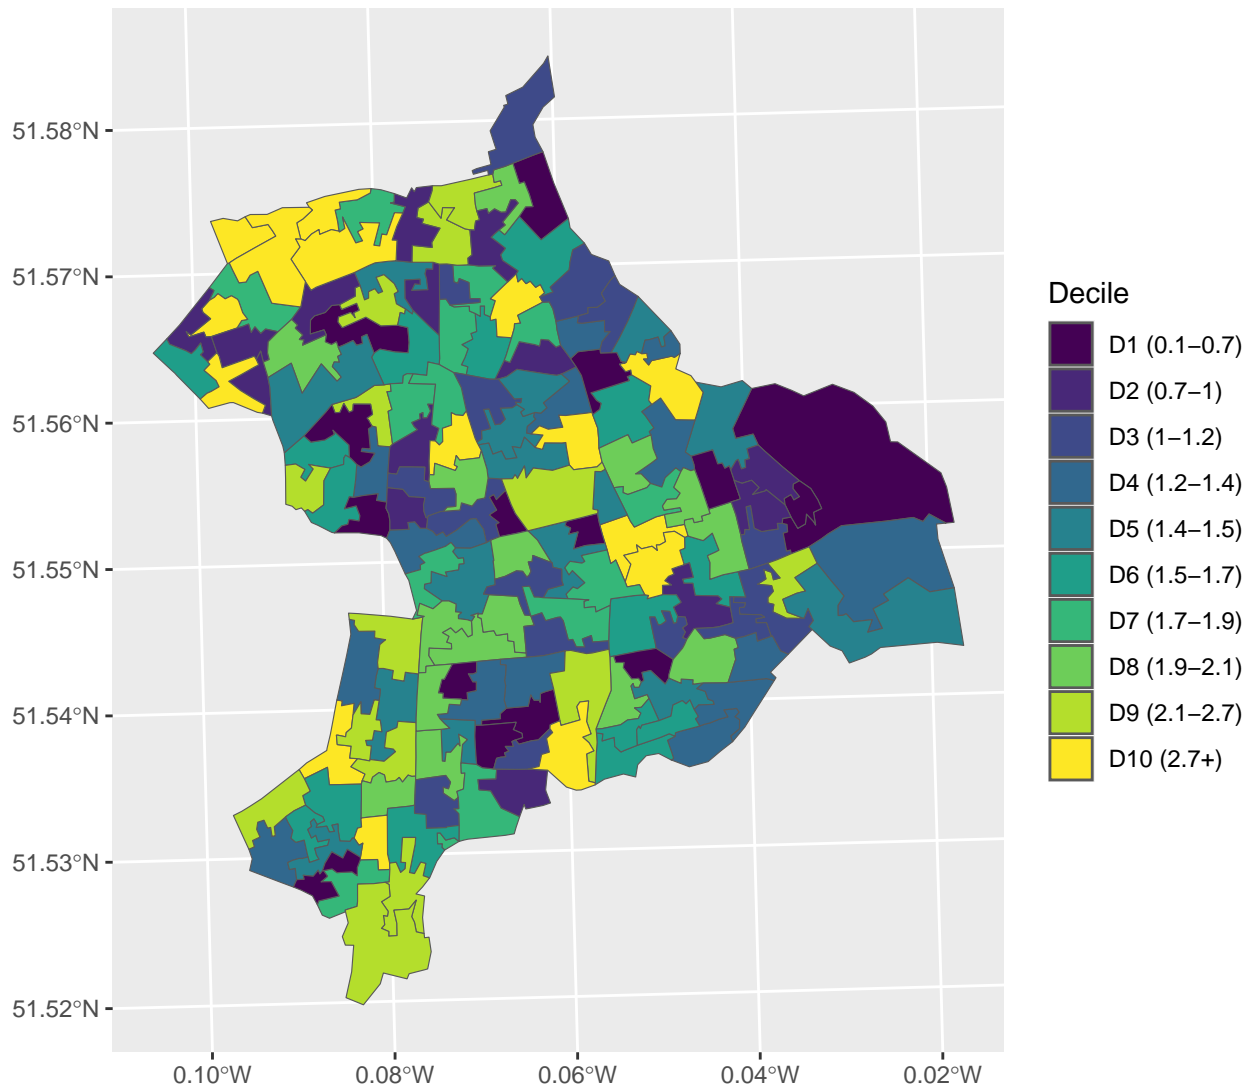 51.58°N
51.57°N
51.56°N
51.55°N
51.54°N
51.53°N
51.52°N
0.10°W
0.08°W
0.06°W
0.04°W
0.02°W
Decile
D1 (0.1–0.7)
D2 (0.7–1)
D3 (1–1.2)
D4 (1.2–1.4)
D5 (1.4–1.5)
D6 (1.5–1.7)
D7 (1.7–1.9)
D8 (1.9–2.1)
D9 (2.1–2.7)
D10 (2.7+)